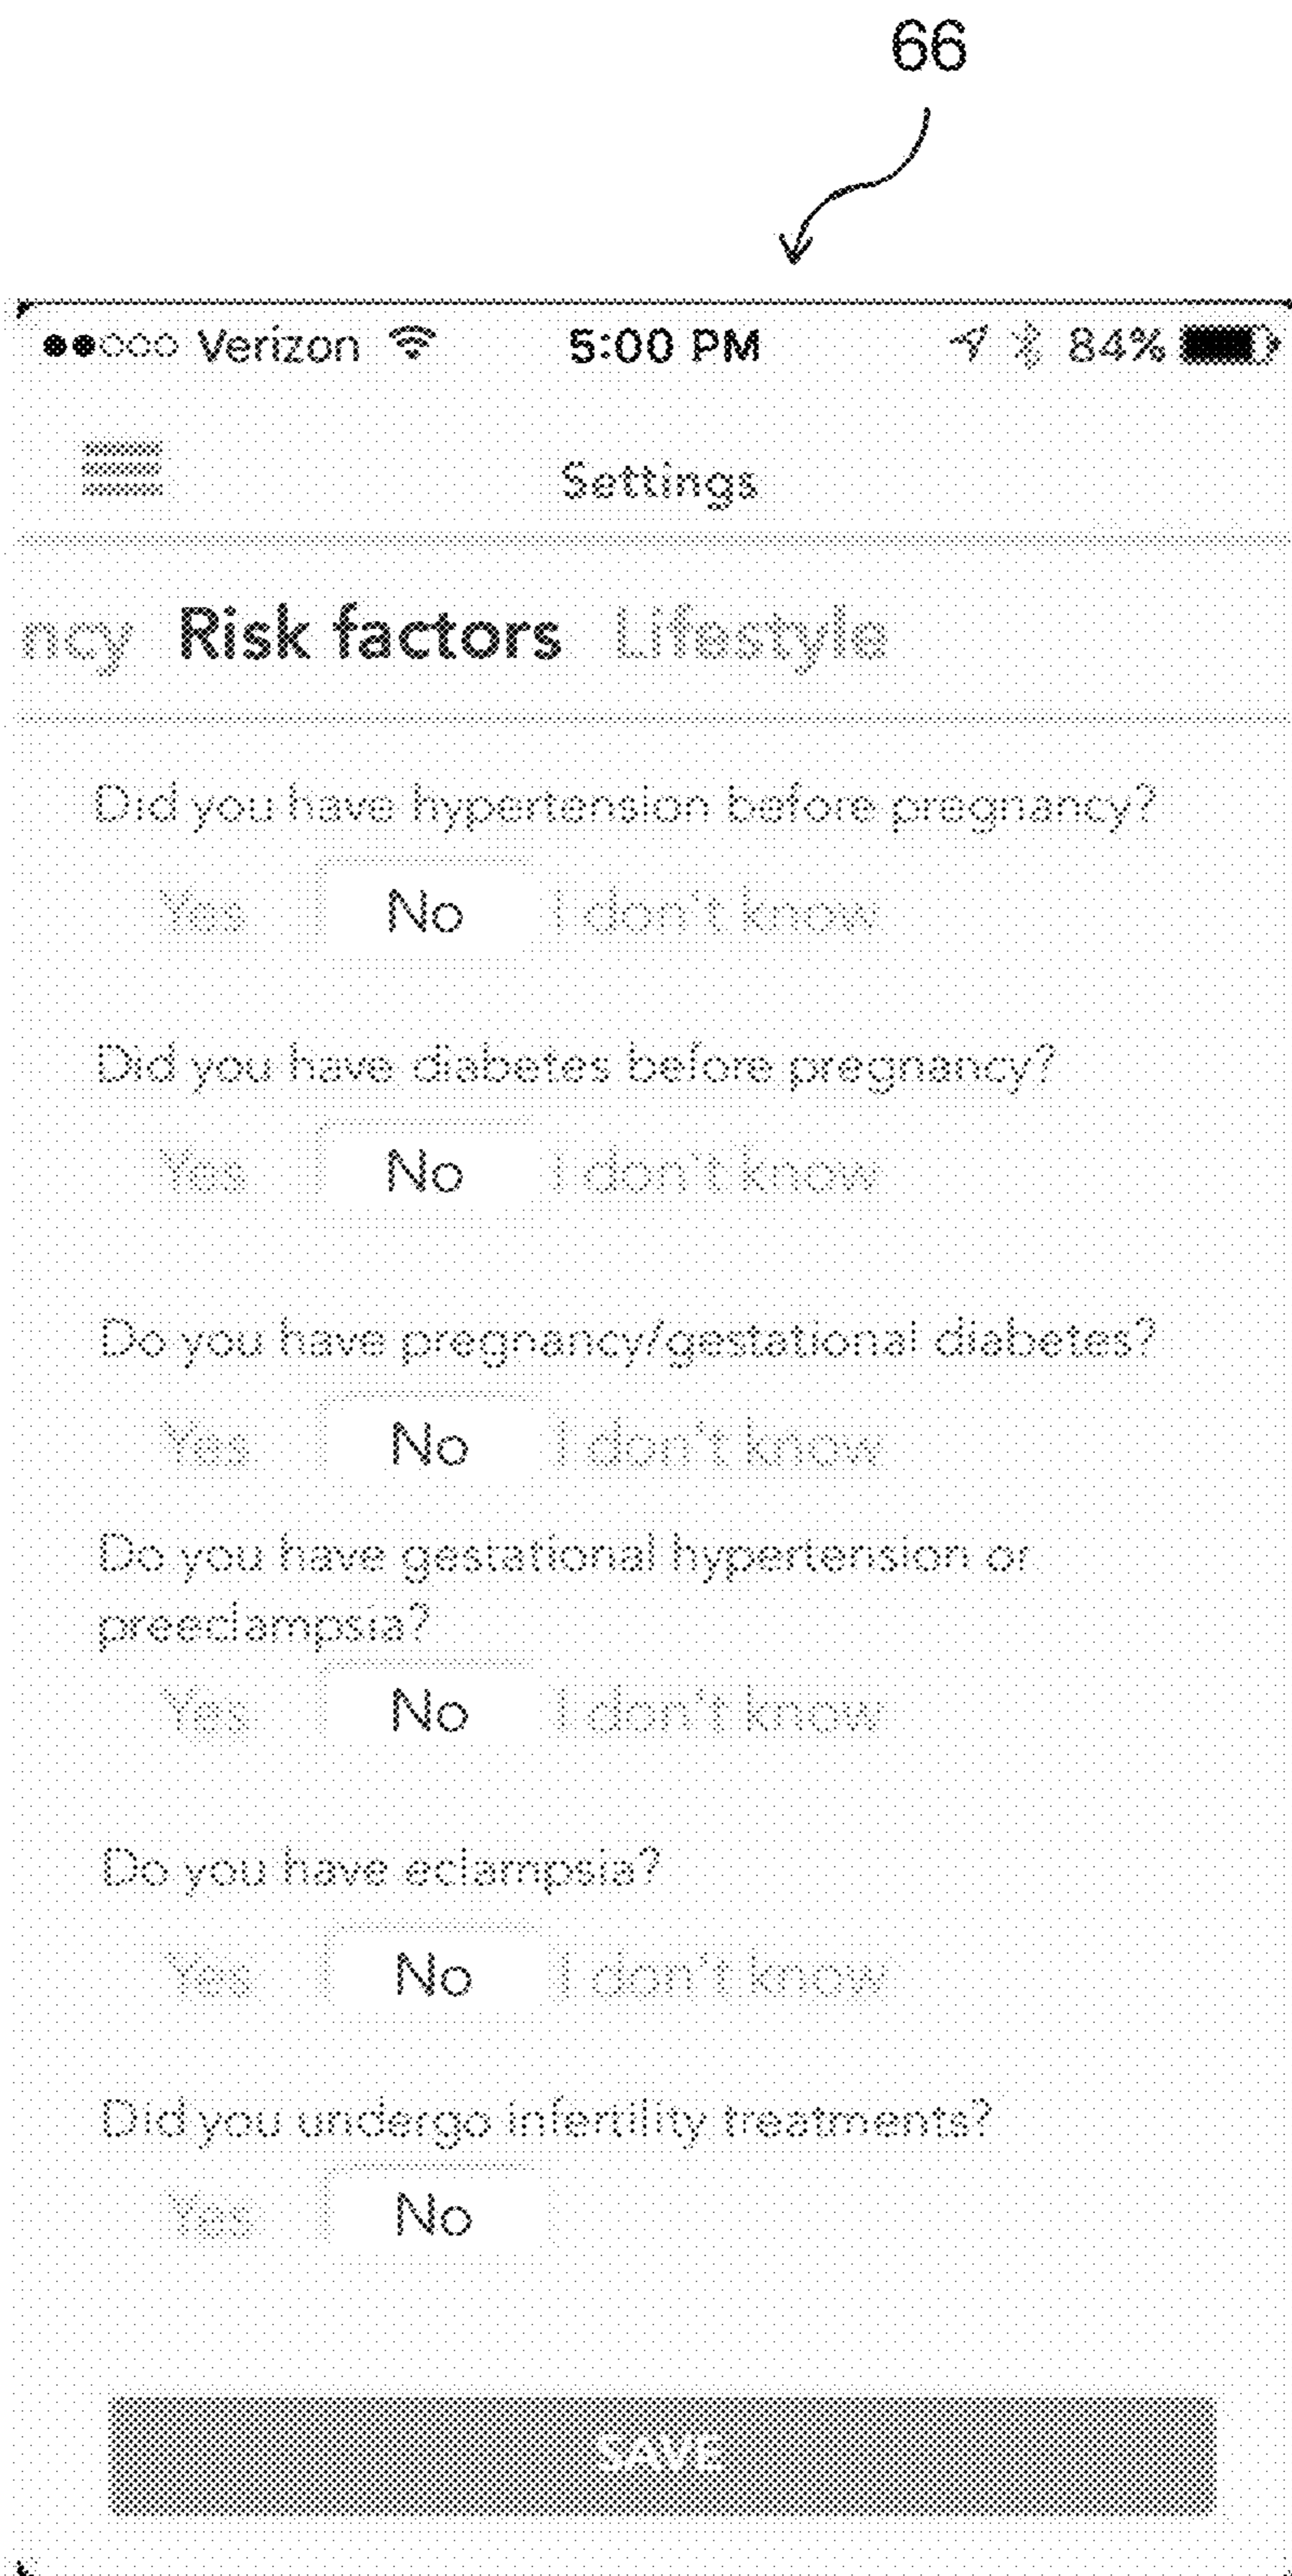 66
Verizon 5:00 PM 84%
Settings
ncy Risk factors Lifestyle
Did you have hypertension before pregnancy?
Yes No I don't know
Did you have diabetes before pregnancy?
Yes No I don't know
Do you have pregnancy/gestational diabetes?
Yes No I don't know
Do you have gestational hypertension or
preeclampsia?
Yes No I don't know
Do you have eclampsia?
Yes No I don't know
Did you undergo infertility treatments?
Yes No
SAVE